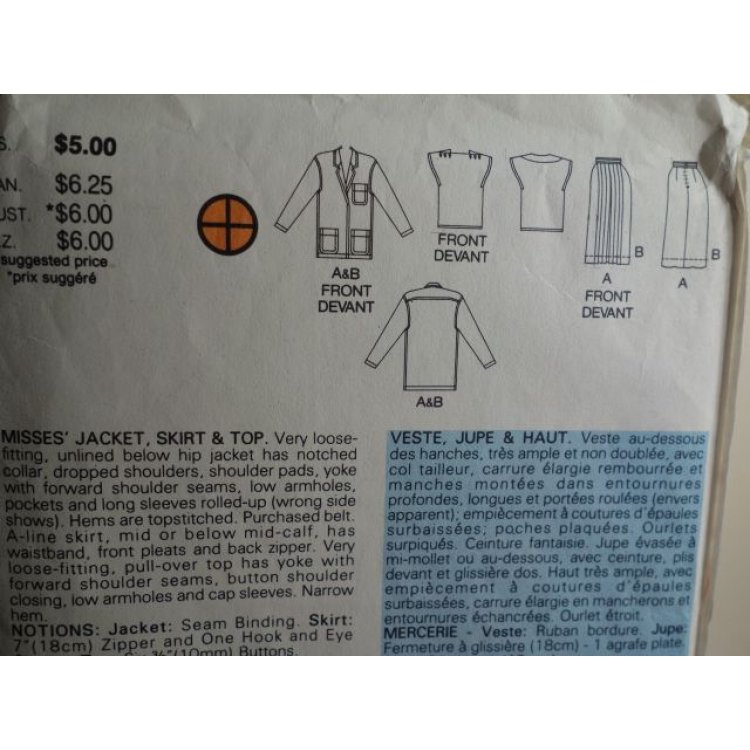 S. $5.00
AN. $6.25
UST. *$6.00
Z. $6.00
suggested price
*prix suggéré
A&B
FRONT
DEVANT
FRONT
DEVANT
A
B
FRONT
DEVANT
A
B
A&B
MISSES' JACKET, SKIRT & TOP. Very loose-
fitting, unlined below hip jacket has notched
collar, dropped shoulders, shoulder pads, yoke
with forward shoulder seams, low armholes,
pockets and long sleeves rolled-up (wrong side
shows). Hems are topstitched. Purchased belt.
A-line skirt, mid or below mid-calf, has
waistband, front pleats and back zipper. Very
loose-fitting, pull-over top has yoke with
forward shoulder seams, button shoulder
closing, low armholes and cap sleeves. Narrow
hem.
NOTIONS: Jacket: Seam Binding. Skirt:
7"(18cm) Zipper and One Hook and Eye
(10mm) Buttons.
VESTE, JUPE & HAUT. Veste au-dessous
des hanches, très ample et non doublée, avec
col tailleur, carrure élargie rembourrée et
manches montées dans entournures
profondes, longues et portées roulées (envers
apparent); empiècement à coutures d'épaules
surbaissées; poches plaquées. Ourlets
surpiqués. Ceinture fantaisie. Jupe évasée à
mi-mollet ou au-dessous, avec ceinture, plis
devant et glissière dos. Haut très ample, avec
empiècement à coutures d'épaules
surbaissées, carrure élargie en mancherons et
entournures échancrées. Ourlet étroit.
MERCERIE - Veste: Ruban bordure. Jupe:
Fermeture à glissière (18cm) - 1 agrafe plate.